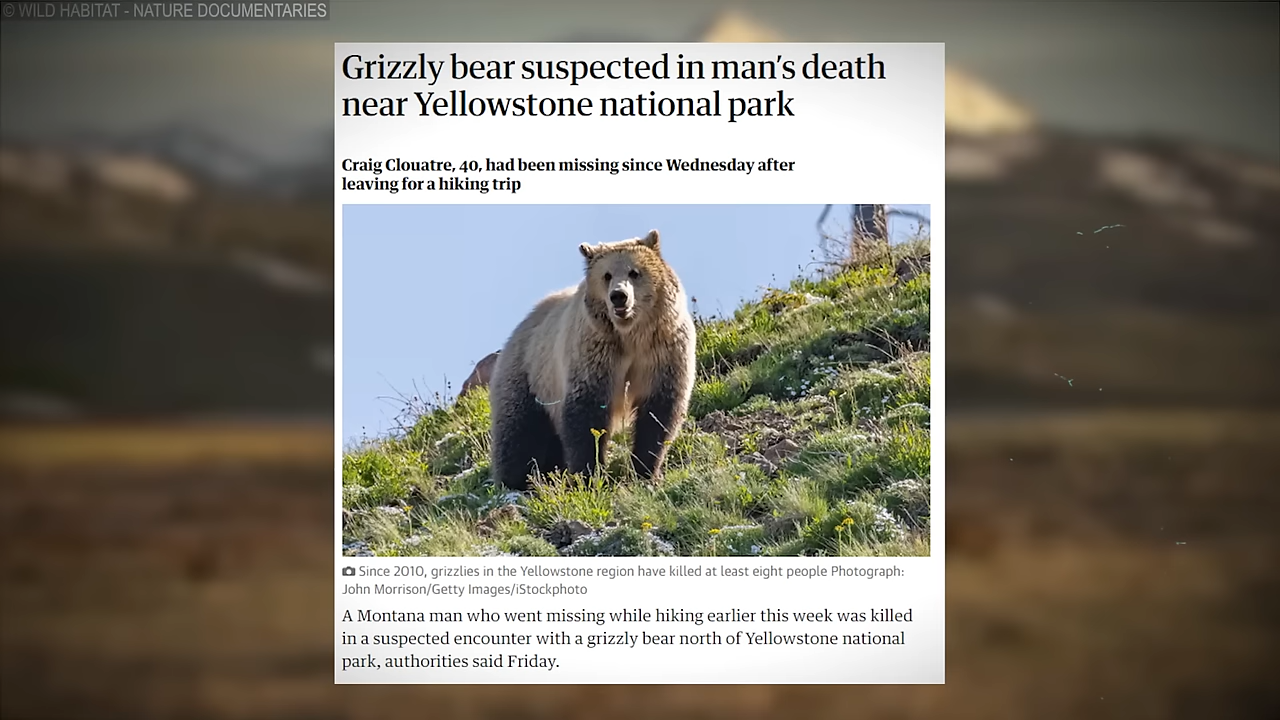 © WILD HABITAT - NATURE DOCUMENTARIES
Grizzly bear suspected in man's death
near Yellowstone national park
Craig Clouatre, 40, had been missing since Wednesday after
leaving for a hiking trip
Since 2010, grizzlies in the Yellowstone region have killed at least eight people Photograph:
John Morrison/Getty Images/iStockphoto
A Montana man who went missing while hiking earlier this week was killed
in a suspected encounter with a grizzly bear north of Yellowstone national
park, authorities said Friday.